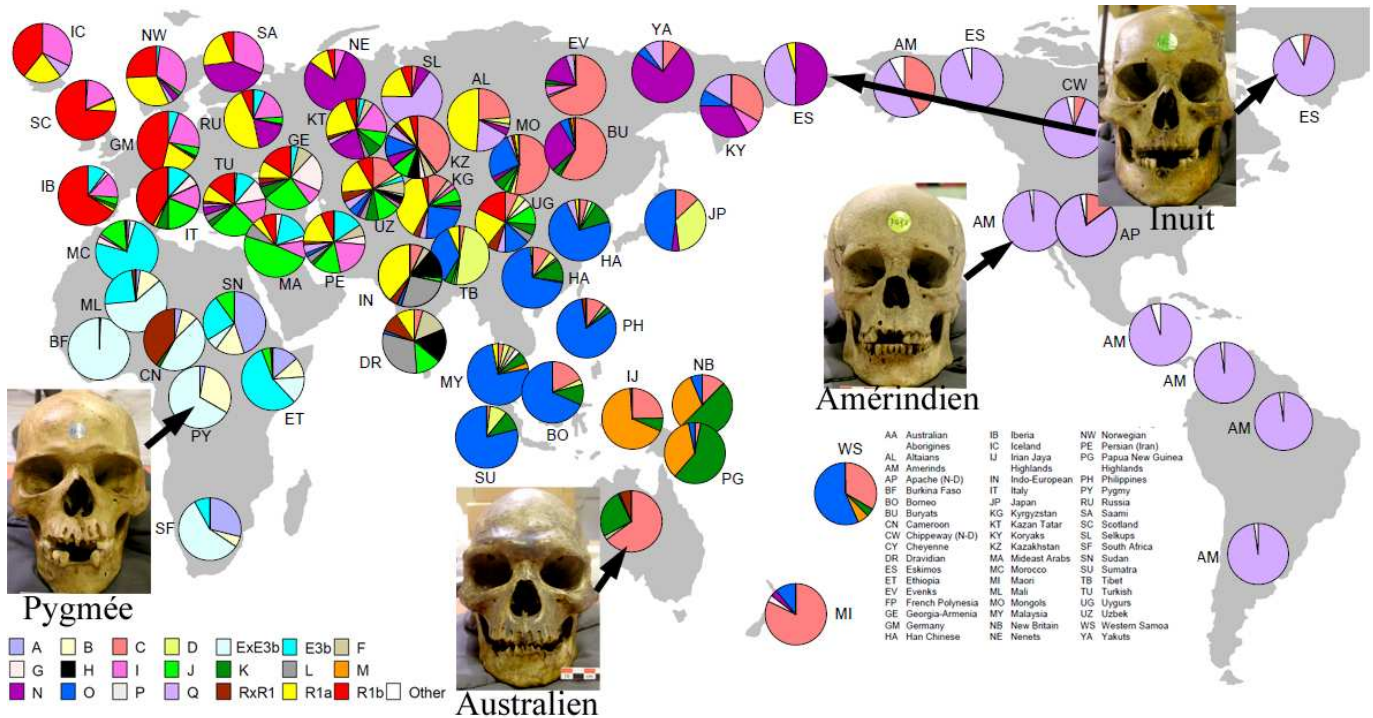 IC
NW
SA
NE
SL
AL
EV
YA
ES
AM
ES
CW
ES
SC
RU
KT
MO
BU
KY
GM
GE
KZ
TU
KG
IB
UG
JP
AM
AP
Inuit
IT
UZ
HA
MC
MA
PE
TB
HA
ML
SN
IN
BF
PH
AM
CN
DR
MY
IJ
NB
AM
ET
Amérindien
PY
BO
AM
SU
PG
WS
SF
AM
Pygmée
MI
Australien
AA Australian Aborigines
AL Altaians
AM Amerinds
AP Apache (N-D)
BF Burkina Faso
BO Borneo
BU Buryats
CN Cameroon
CW Chippeway (N-D)
CY Cheyenne
DR Dravidian
ES Eskimos
ET Ethiopia
EV Evenks
FP French Polynesia
GE Georgia-Armenia
GM Germany
HA Han Chinese
IB Iberia
IC Iceland
IJ Irian Jaya Highlands
IN Indo-European
IT Italy
JP Japan
KG Kyrgyzstan
KT Kazan Tatar
KY Koryaks
KZ Kazakhstan
MA Mideast Arabs
MC Morocco
MI Maori
ML Mali
MO Mongols
MY Malaysia
NB New Britain
NE Nenets
NW Norwegian
PE Persian (Iran)
PG Papua New Guinea Highlands
PH Philippines
PY Pygmy
RU Russia
SA Saami
SC Scotland
SL Selkups
SF South Africa
SN Sudan
SU Sumatra
TB Tibet
TU Turkish
UG Uygurs
UZ Uzbek
WS Western Samoa
YA Yakuts
A B C D ExE3b E3b F
G H I J K L M
N O P Q RxR1 R1a R1b Other